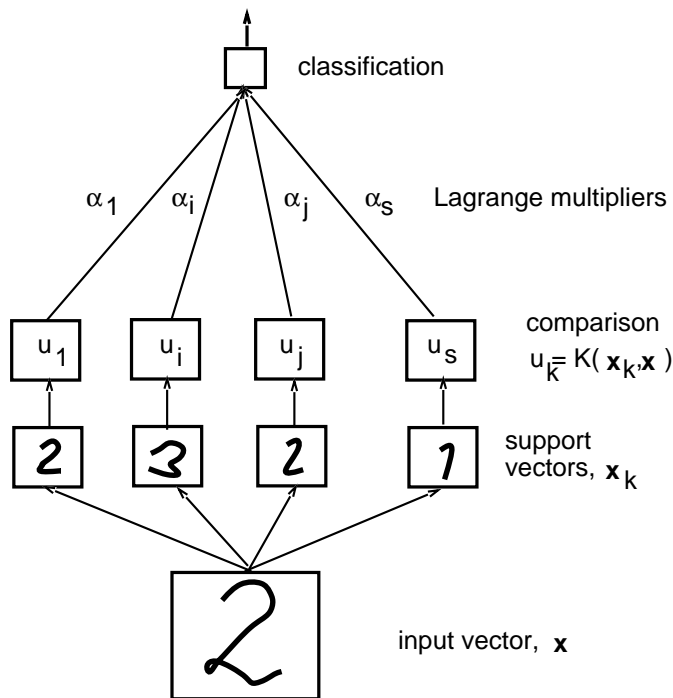 classification
α1 αi αj αs Lagrange multipliers
comparison
u1 ui uj us uk= K( xk,x )
2 3 2 1 support
vectors, xk
2
input vector, x